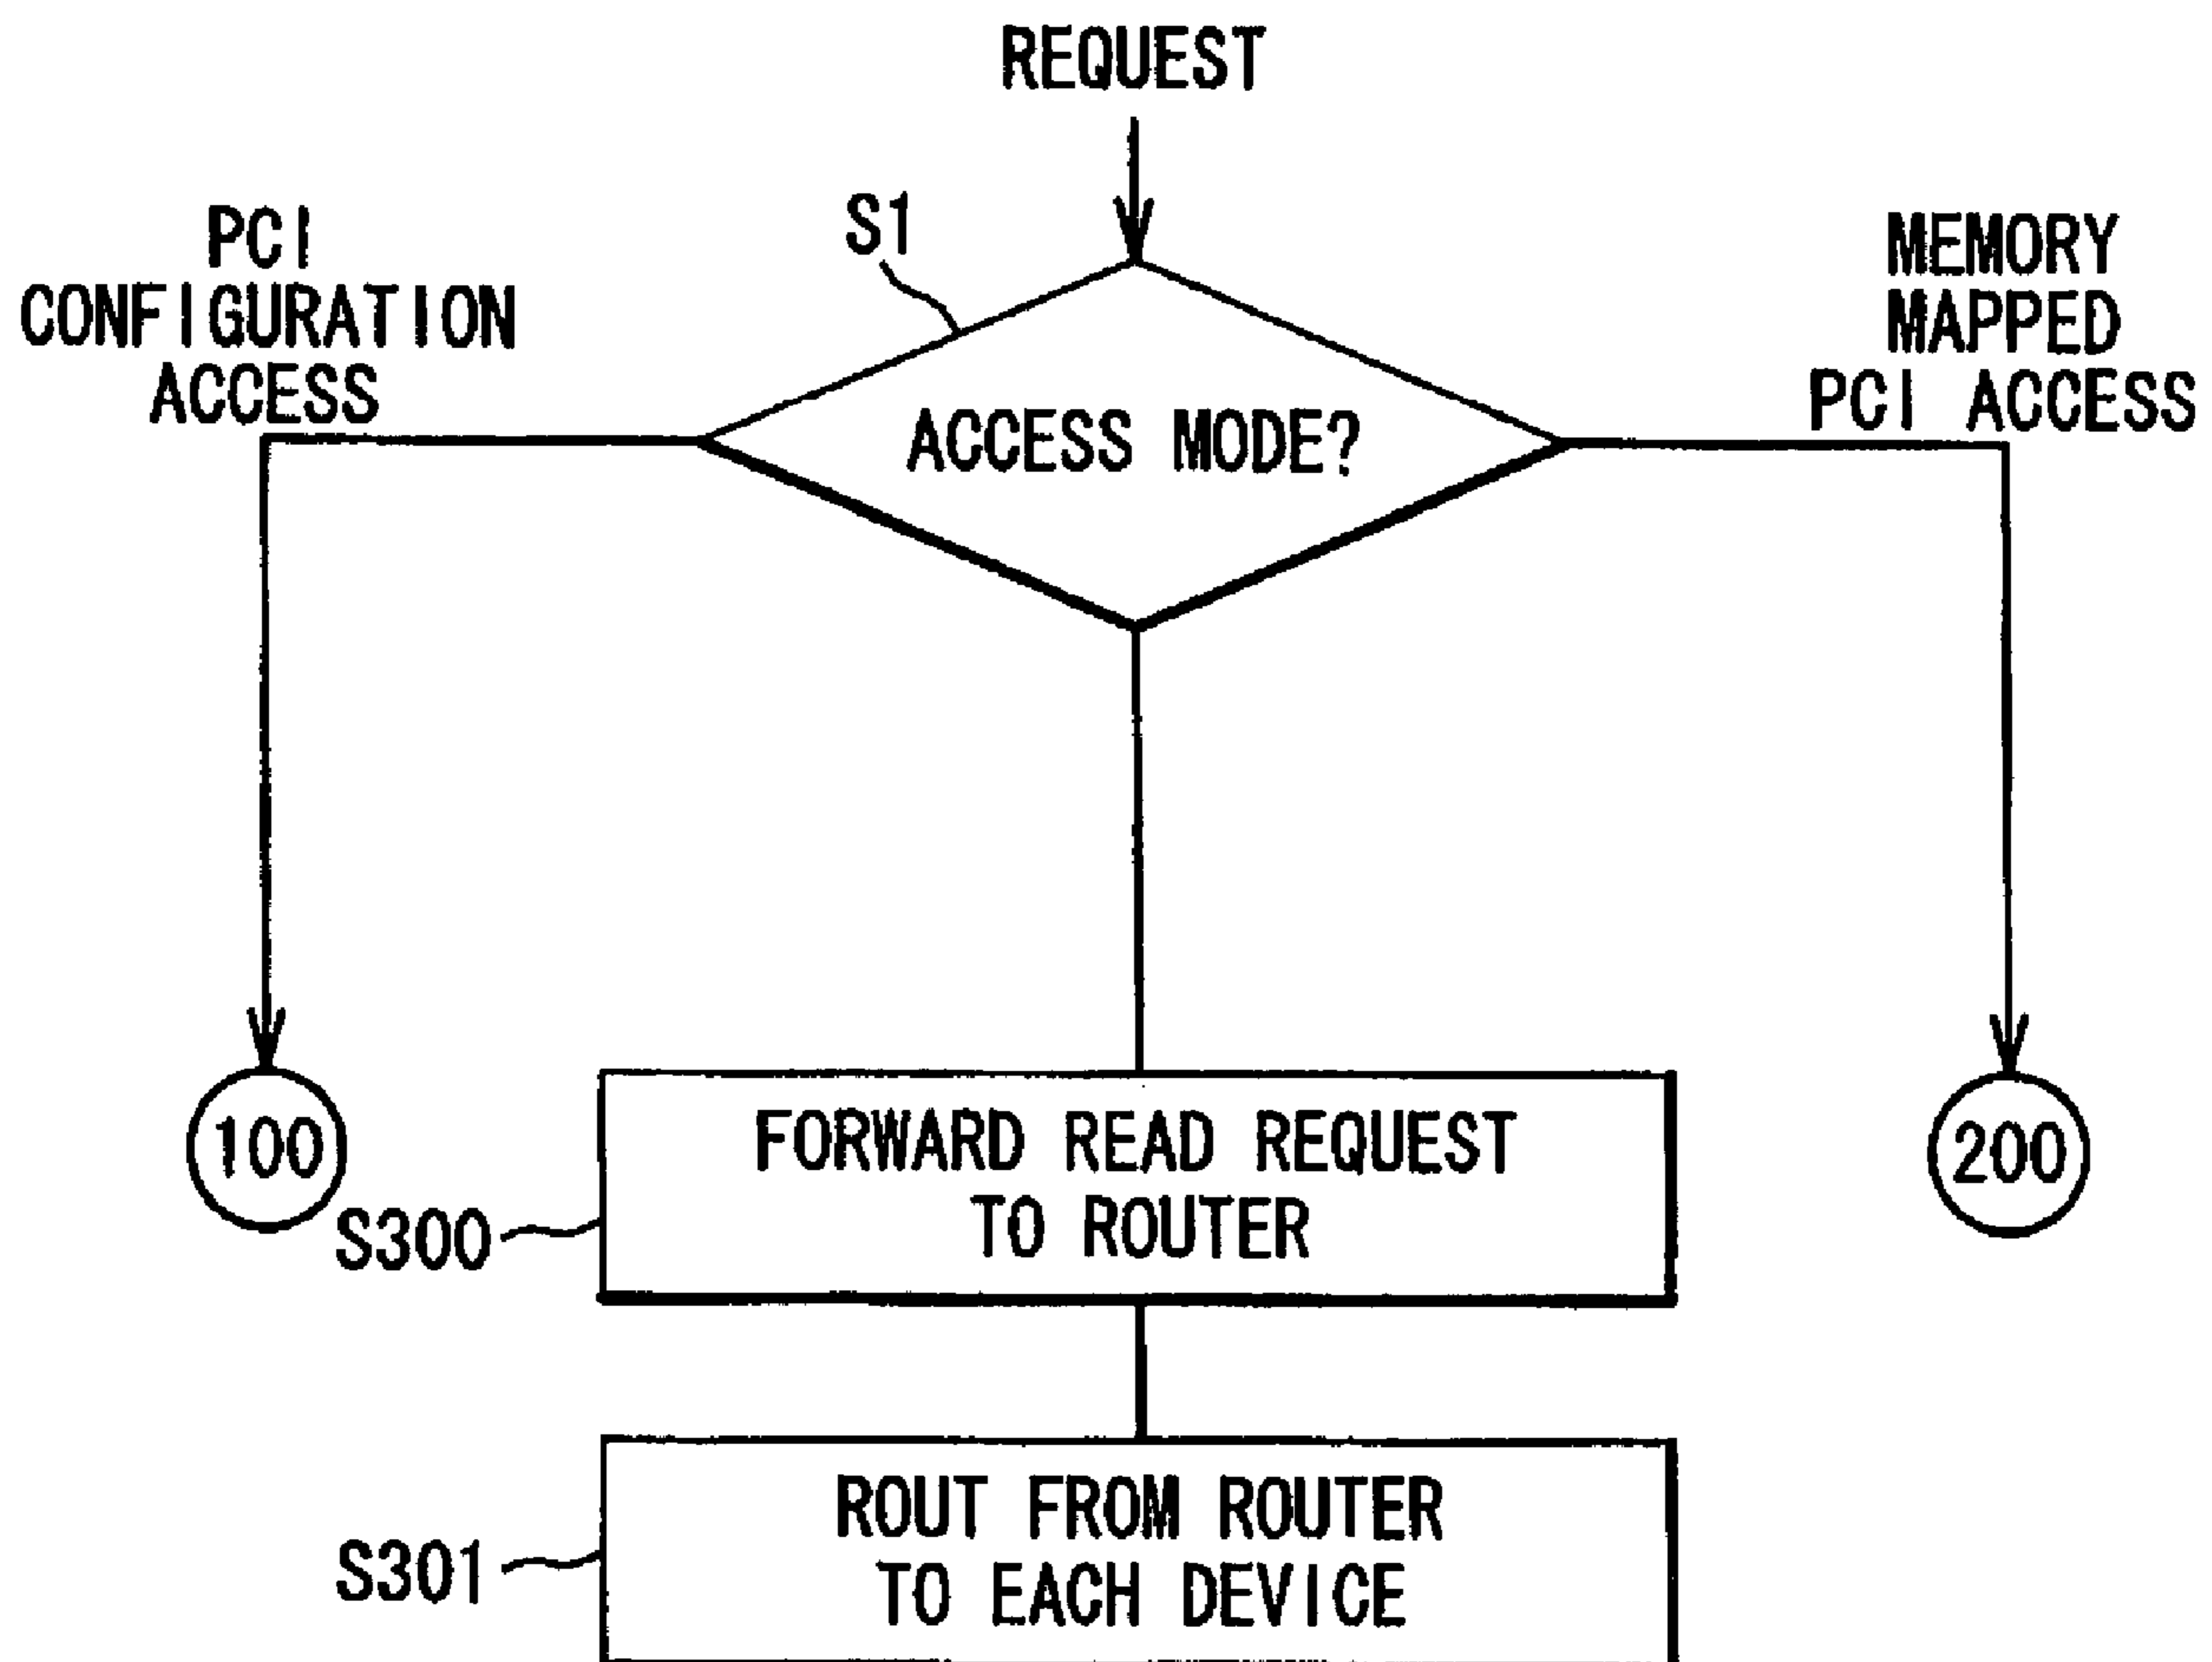 REQUEST
S1
PCI
CONFIGURATION
ACCESS
MEMORY
MAPPED
PCI ACCESS
ACCESS MODE?
100
200
FORWARD READ REQUEST
TO ROUTER
S300
ROUT FROM ROUTER
TO EACH DEVICE
S301